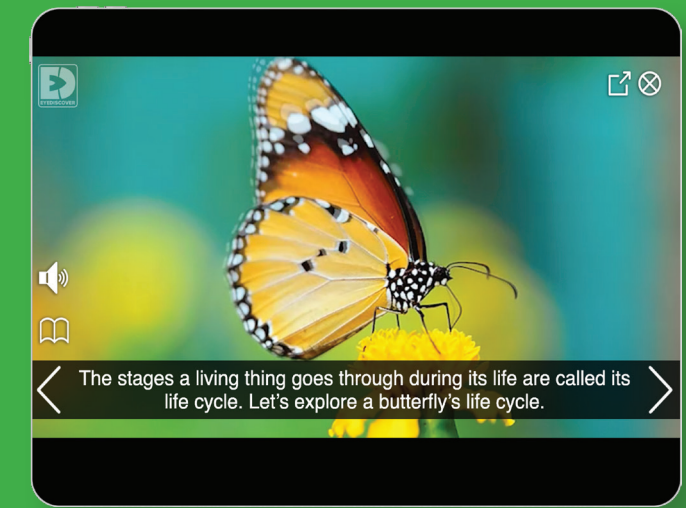 EYEDISCOVER
The stages a living thing goes through during its life are called its
life cycle. Let's explore a butterfly's life cycle.